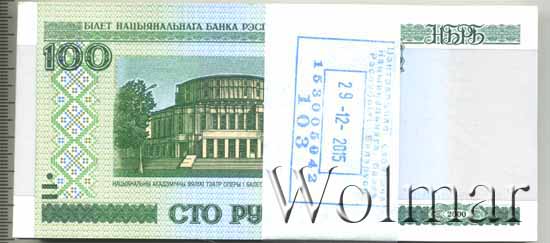 БІЛЕТ НАЦЫЯНАЛЬНАГА БАНКА РЭСП
НБРБ
100
НАЦЫЯНАЛЬНЫ АКАДЭМІЧНЫ ВЯЛІКІ ТЭАТР ОПЕРЫ І БАЛЕТ
СТО РУ
2000
29-12-2015
163005042
103
Wolmar